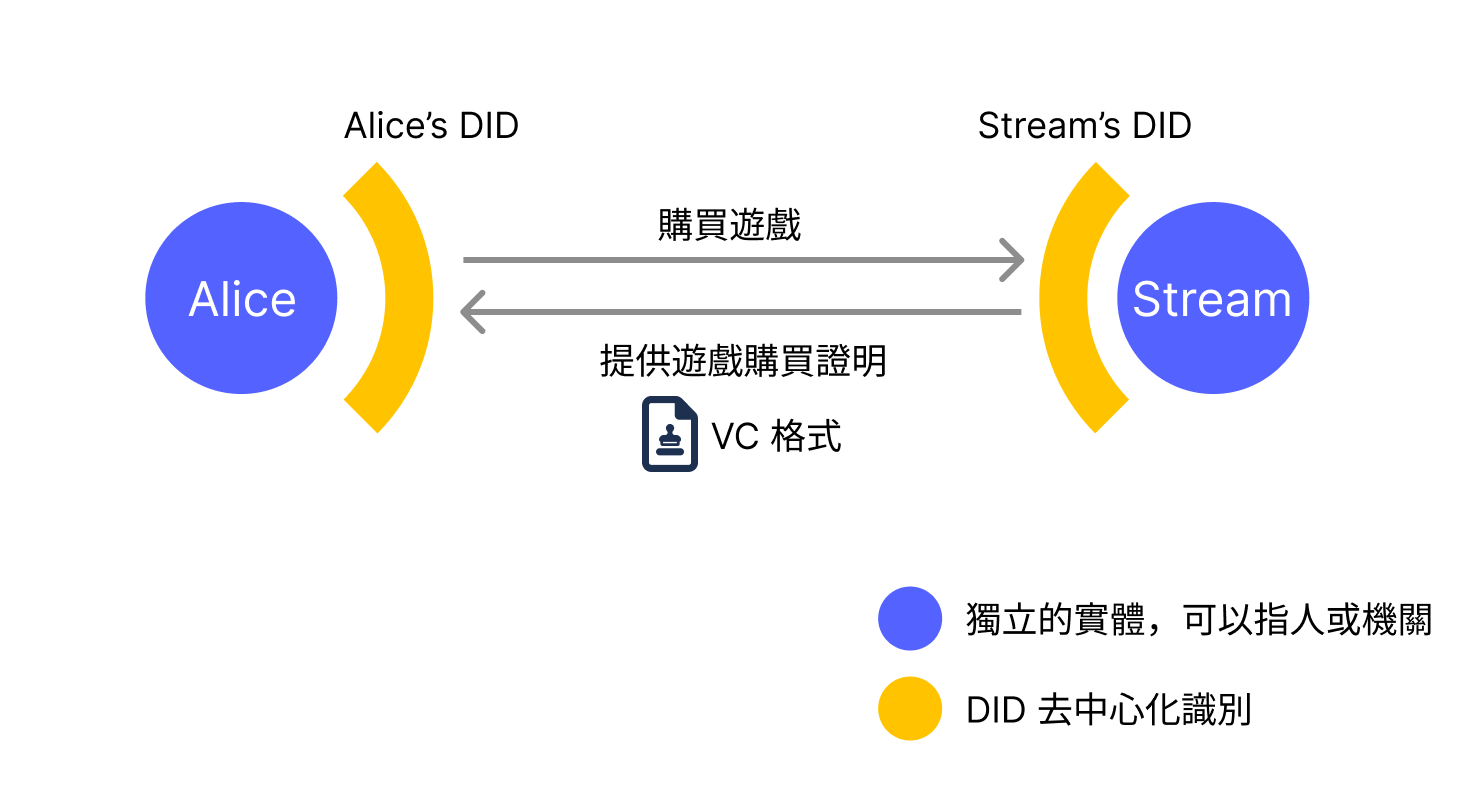 Alice’s DID
Stream’s DID
購買遊戲
Alice
Stream
提供遊戲購買證明
VC 格式
獨立的實體，可以指人或機關
DID 去中心化識別